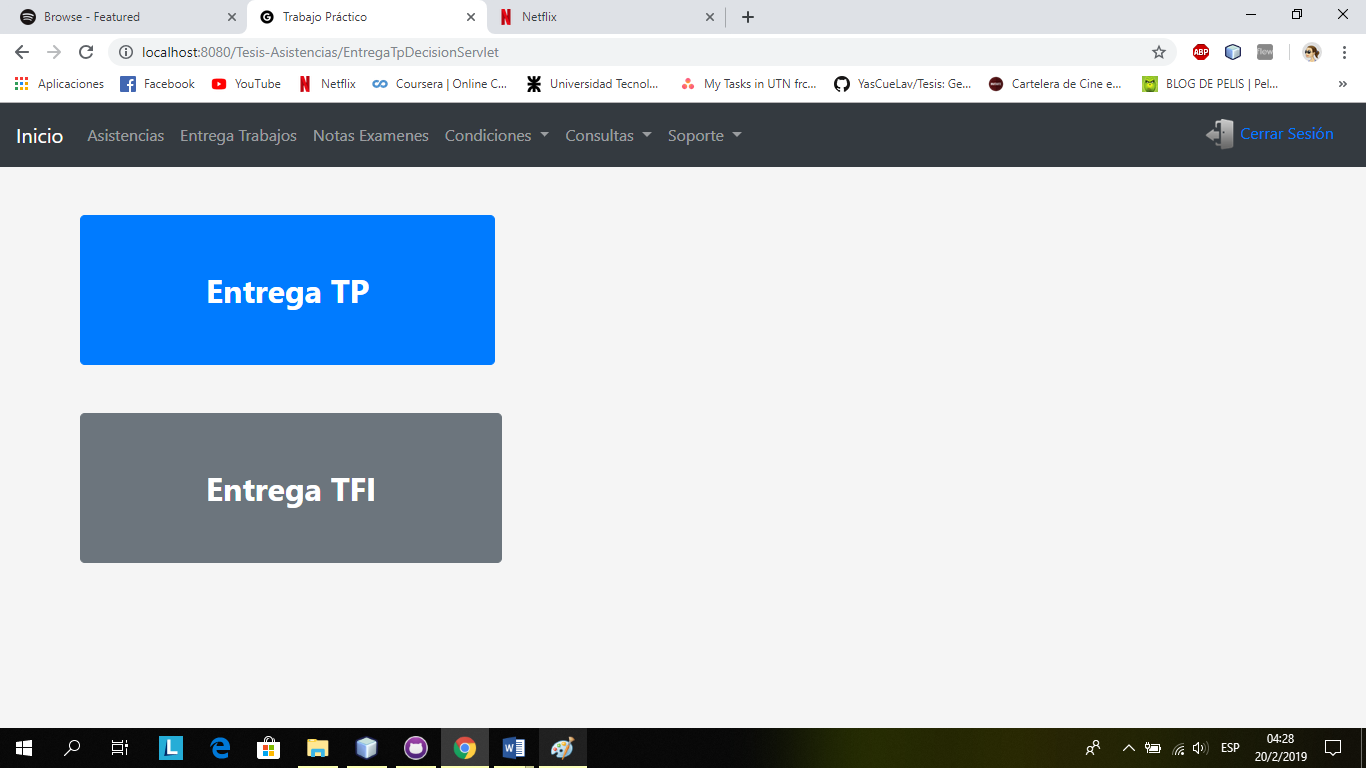 Browse - Featured
Trabajo Práctico
Netflix
localhost:8080/Tesis-Asistencias/EntregaTpDecisionServlet
ABP
flow
Aplicaciones
Facebook
YouTube
Netflix
Coursera | Online C...
Universidad Tecnol...
My Tasks in UTN frc...
YasCueLav/Tesis: Ge...
Cartelera de Cine e...
BLOG DE PELIS | Pel...
Inicio
Asistencias
Entrega Trabajos
Notas Examenes
Condiciones
Consultas
Soporte
Cerrar Sesión
Entrega TP
Entrega TFI
ESP
04:28
20/2/2019